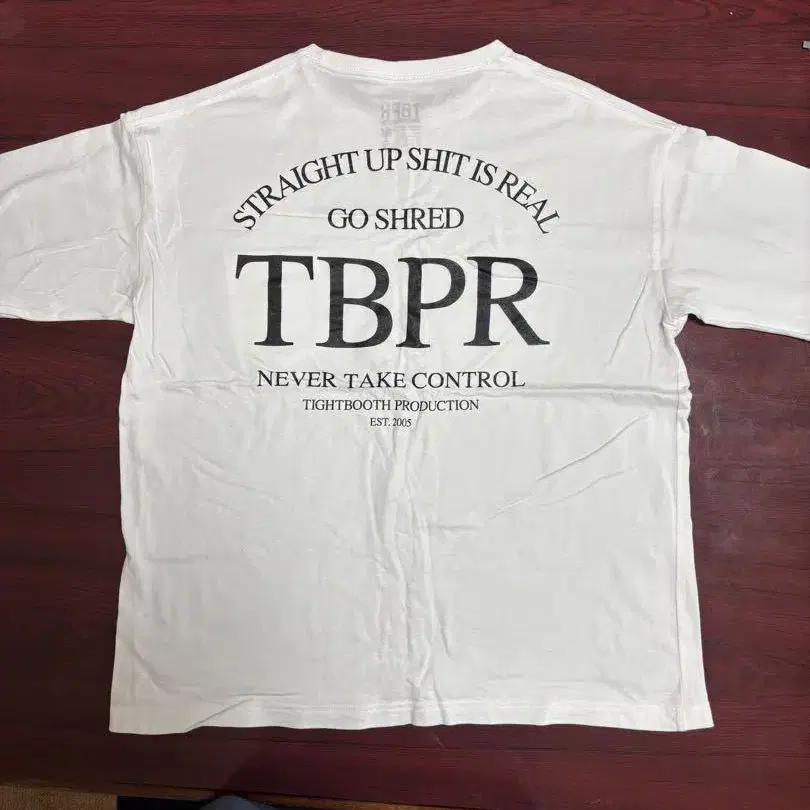 STRAIGHT UP SHIT IS REAL
GO SHRED
TBPR
NEVER TAKE CONTROL
TIGHTBOOTH PRODUCTION
EST. 2005